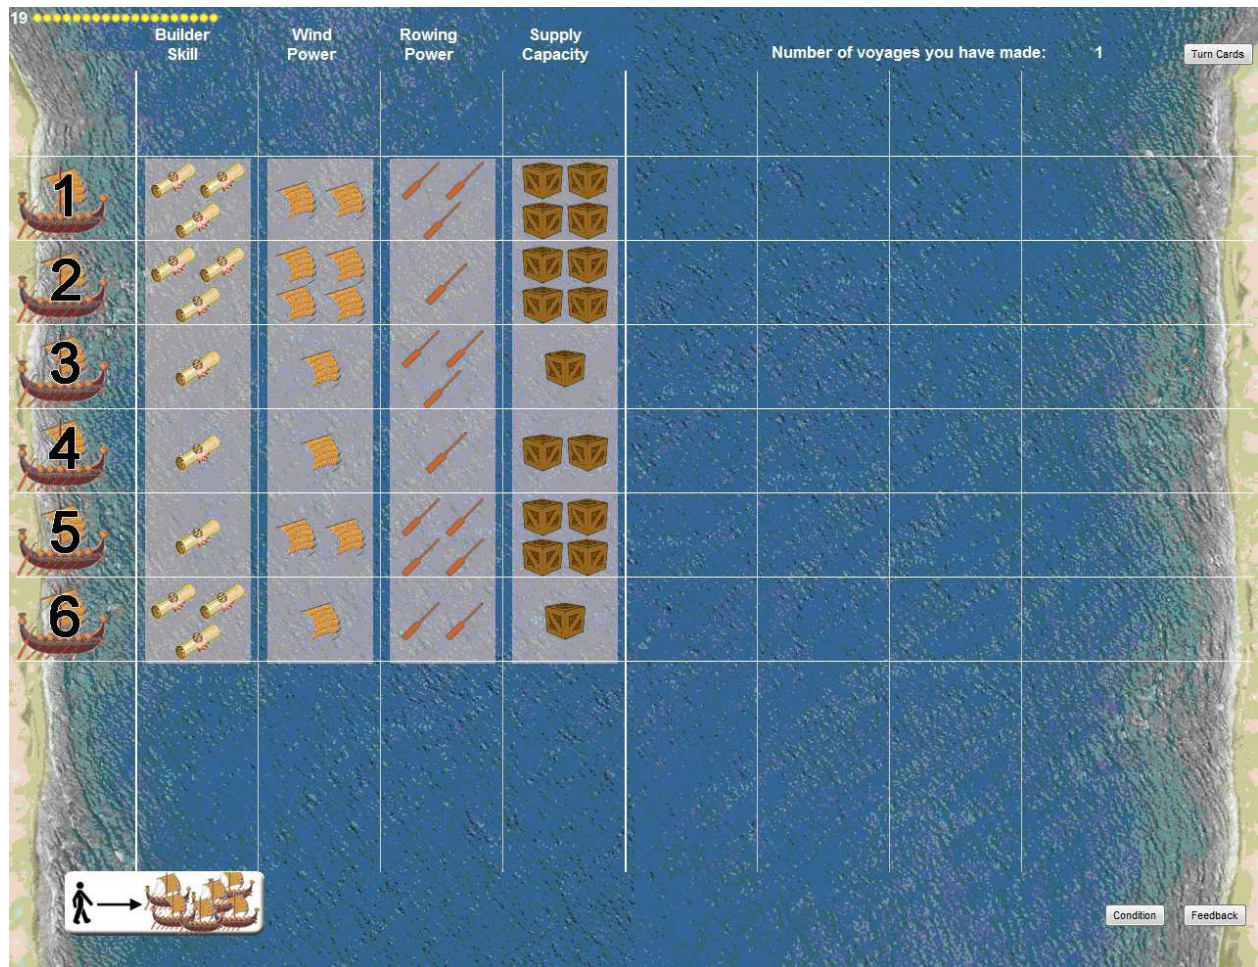 19
Builder Skill
Wind Power
Rowing Power
Supply Capacity
Number of voyages you have made: 1
Turn Cards
1
2
3
4
5
6
Condition
Feedback